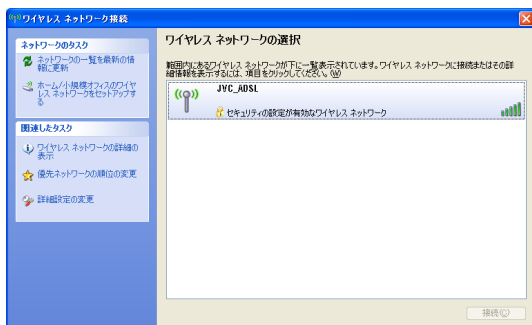 ワイヤレス ネットワーク接続
ネットワークのタスク
ネットワークの一覧を最新の情
報に更新
ホーム/小規模オフィスのワイヤ
レス ネットワークをセットアップす
る
関連したタスク
ワイヤレス ネットワークの詳細の
表示
優先ネットワークの順位の変更
詳細設定の変更
ワイヤレス ネットワークの選択
範囲内にあるワイヤレス ネットワークが下に一覧表示されています。ワイヤレス ネットワークに接続またはその詳
細情報を表示するには、項目をクリックしてください。(W)
JYC_ADSL
セキュリティの設定が有効なワイヤレス ネットワーク
接続(C)